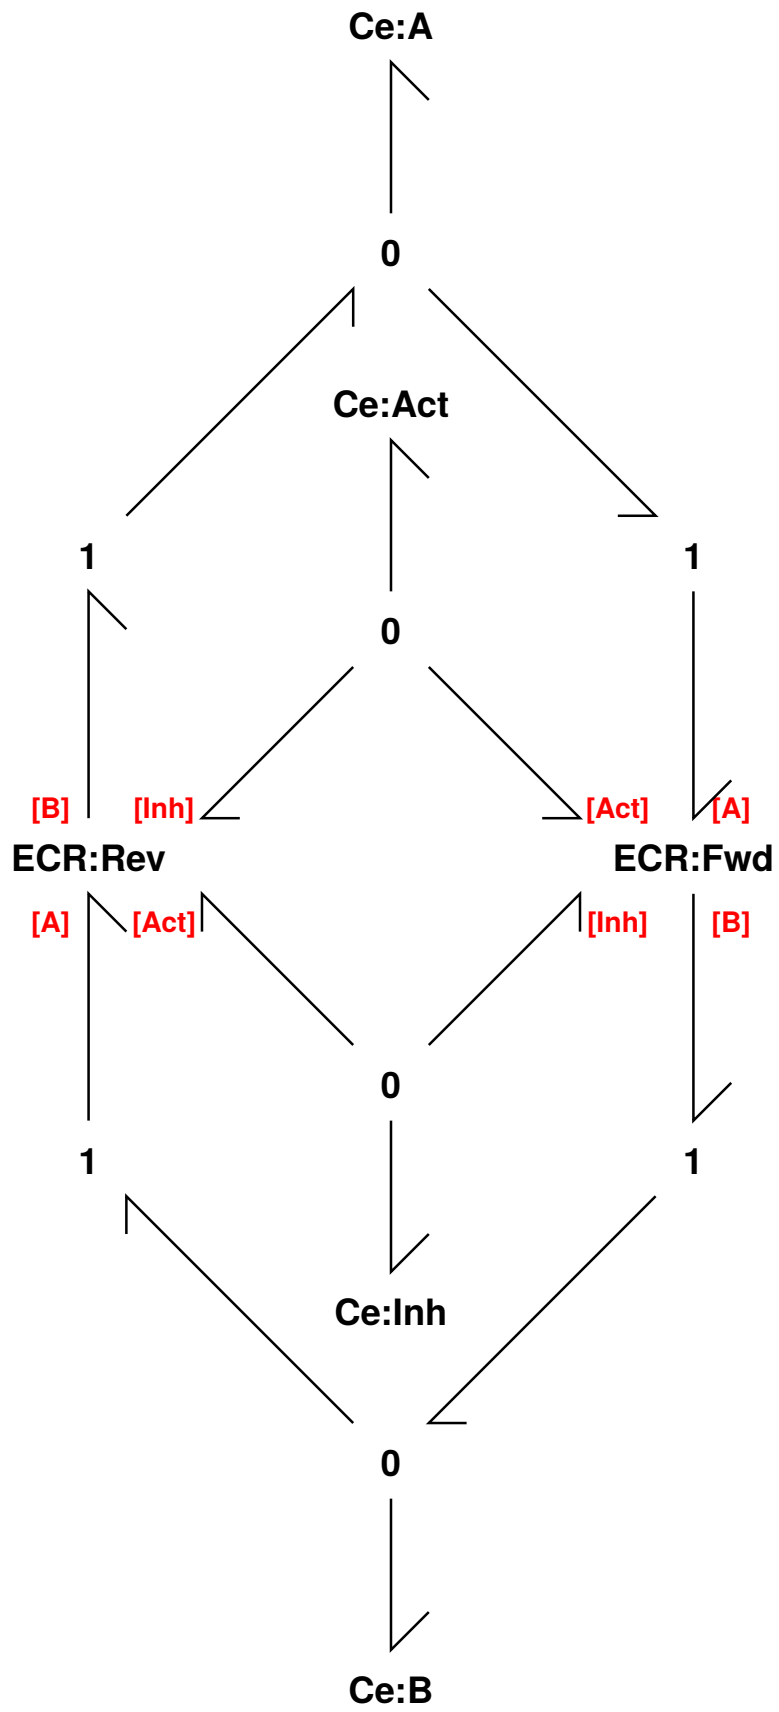 Ce:A
0
Ce:Act
1 1
0
[B] [Inh] [Act] [A]
ECR:Rev ECR:Fwd
[A] [Act] [Inh] [B]
0
1 1
Ce:Inh
0
Ce:B